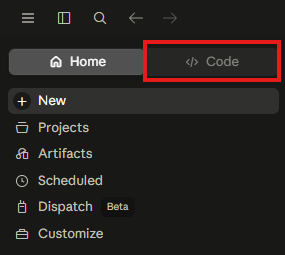 Home
Code
New
Projects
Artifacts
Scheduled
Dispatch Beta
Customize